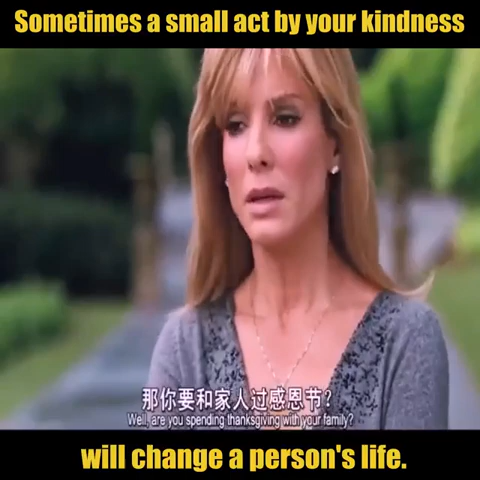 Sometimes a small act by your kindness
那你要和家人过感恩节?
Well, are you spending thanksgiving with your family?
will change a person's life.